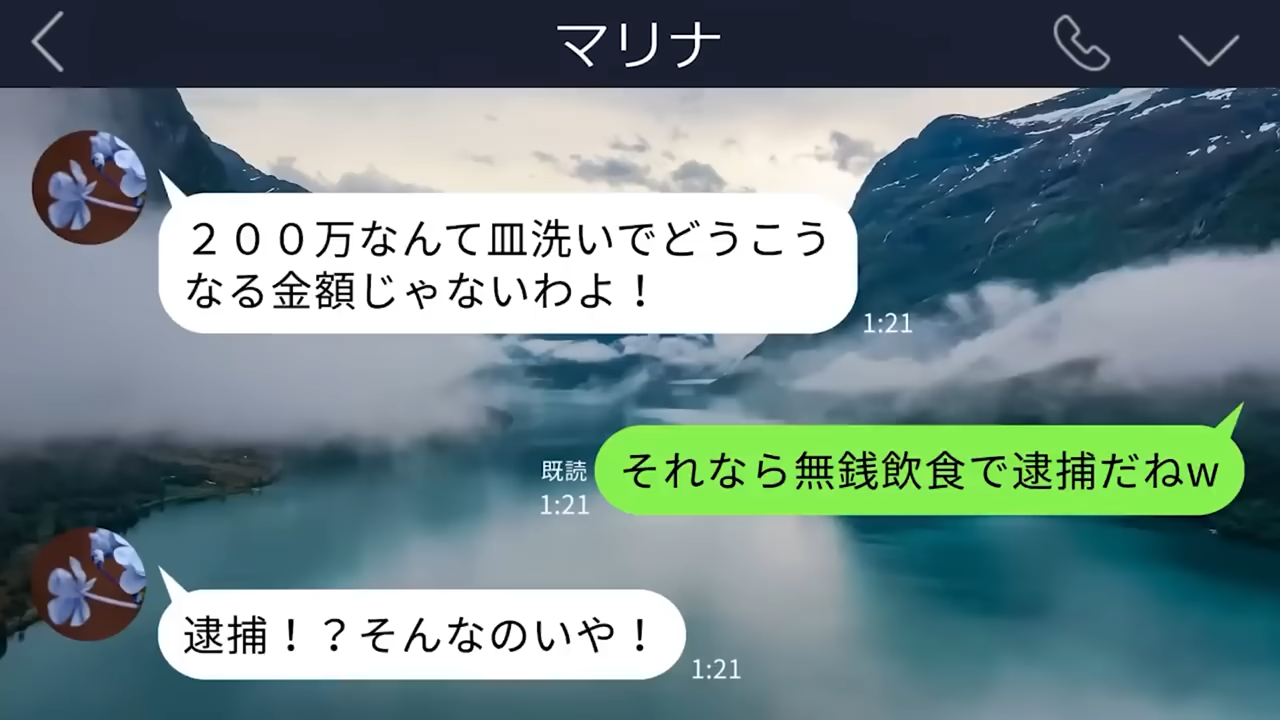 マリナ
２００万なんて皿洗いでどうこう
なる金額じゃないわよ！
1:21
それなら無銭飲食で逮捕だねw
既読
1:21
逮捕！？そんなのいや！
1:21